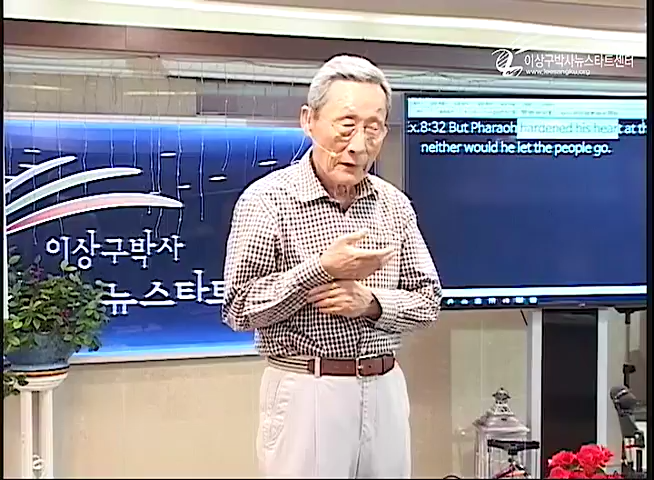 이상구박사뉴스타트센터
www.leesangku.org
Ex.8:32 But Pharaoh hardened his heart at th
neither would he let the people go.
이상구박사
뉴스타트